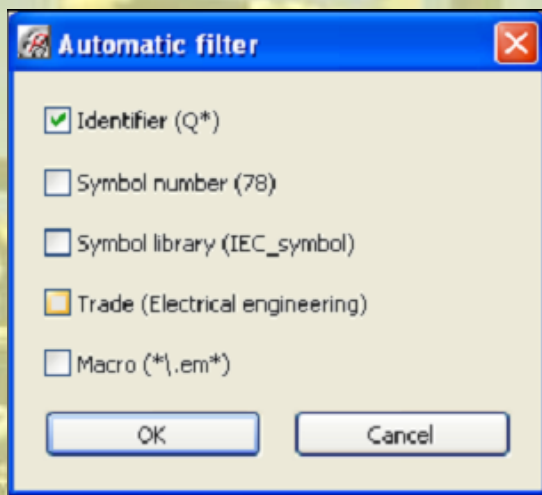 Automatic filter
Identifier (Q*)
Symbol number (78)
Symbol library (IEC_symbol)
Trade (Electrical engineering)
Macro (*\.em*)
OK Cancel